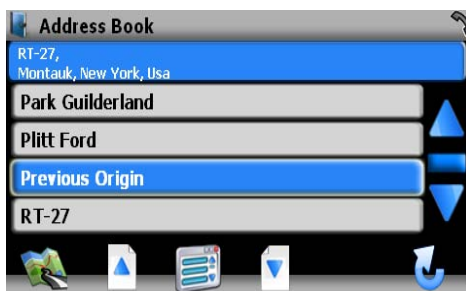 Address Book
RT-27,
Montauk, New York, Usa
Park Guilderland
Plitt Ford
Previous Origin
RT-27